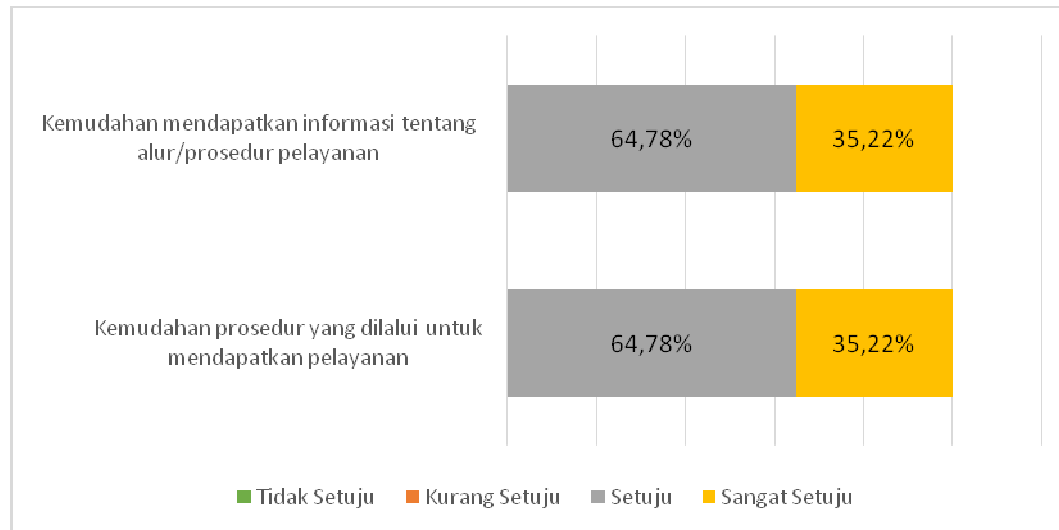 Kemudahan mendapatkan informasi tentang
alur/prosedur pelayanan
64,78%
35,22%
Kemudahan prosedur yang dilalui untuk
mendapatkan pelayanan
64,78%
35,22%
Tidak Setuju
Kurang Setuju
Setuju
Sangat Setuju